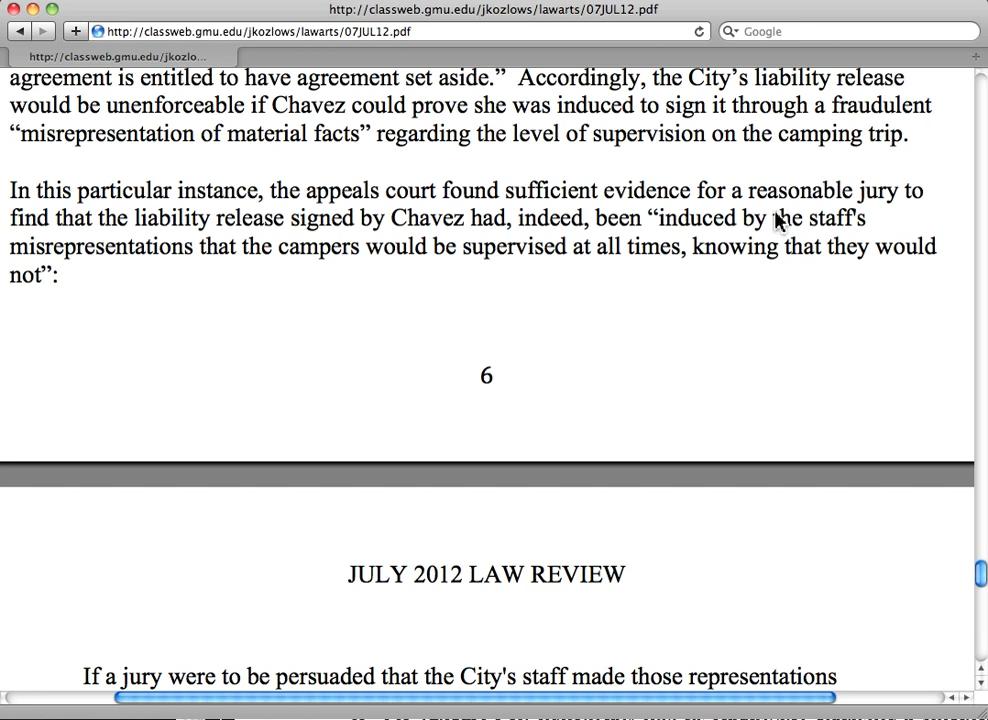 http://classweb.gmu.edu/jkozlows/lawarts/07JUL12.pdf
http://classweb.gmu.edu/jkozlows/lawarts/07JUL12.pdf
Google
http://classweb.gmu.edu/jkozlo...
agreement is entitled to have agreement set aside.” Accordingly, the City’s liability release
would be unenforceable if Chavez could prove she was induced to sign it through a fraudulent
“misrepresentation of material facts” regarding the level of supervision on the camping trip.
In this particular instance, the appeals court found sufficient evidence for a reasonable jury to
find that the liability release signed by Chavez had, indeed, been “induced by the staff's
misrepresentations that the campers would be supervised at all times, knowing that they would
not”:
6
JULY 2012 LAW REVIEW
If a jury were to be persuaded that the City's staff made those representations